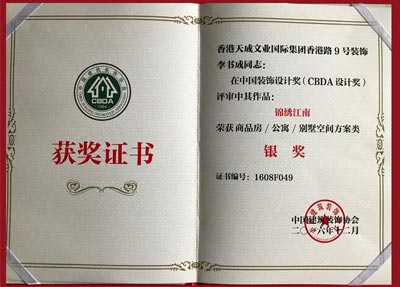 CBDA
1984
获奖证书
香港天成文业国际集团香港路9号装饰
李书成同志：
在中国装饰设计奖（CBDA设计奖）
评审中其作品：
锦绣江南
荣获商品房/公寓/别墅空间方案类
银奖
证书编号：1608F049
中国建筑装饰协会
二〇一六年十二月